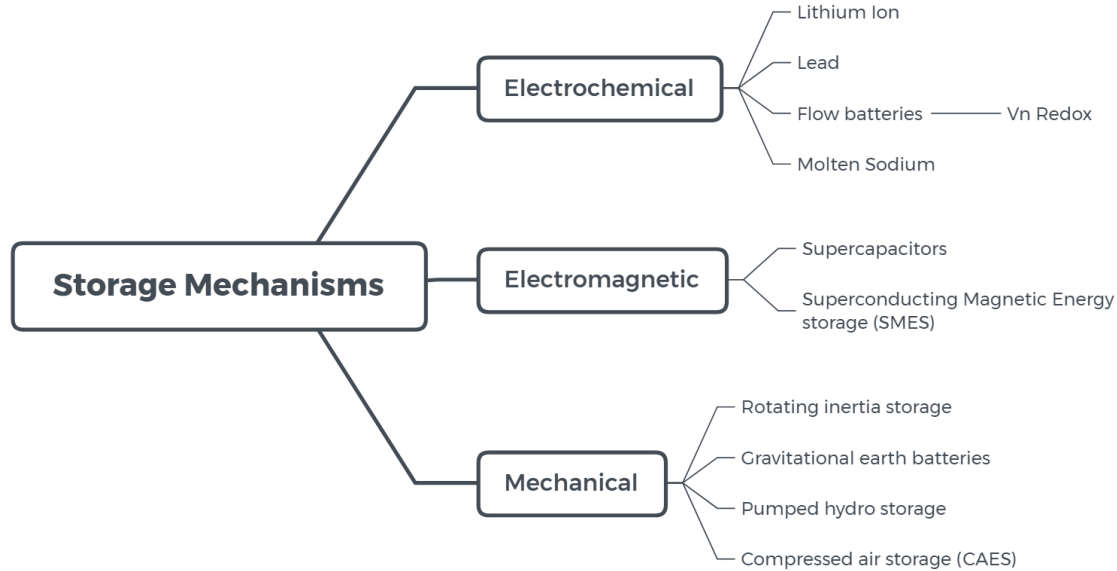 Storage Mechanisms
Electrochemical
Lithium Ion
Lead
Flow batteries
Vn Redox
Molten Sodium
Electromagnetic
Supercapacitors
Superconducting Magnetic Energy
storage (SMES)
Mechanical
Rotating inertia storage
Gravitational earth batteries
Pumped hydro storage
Compressed air storage (CAES)